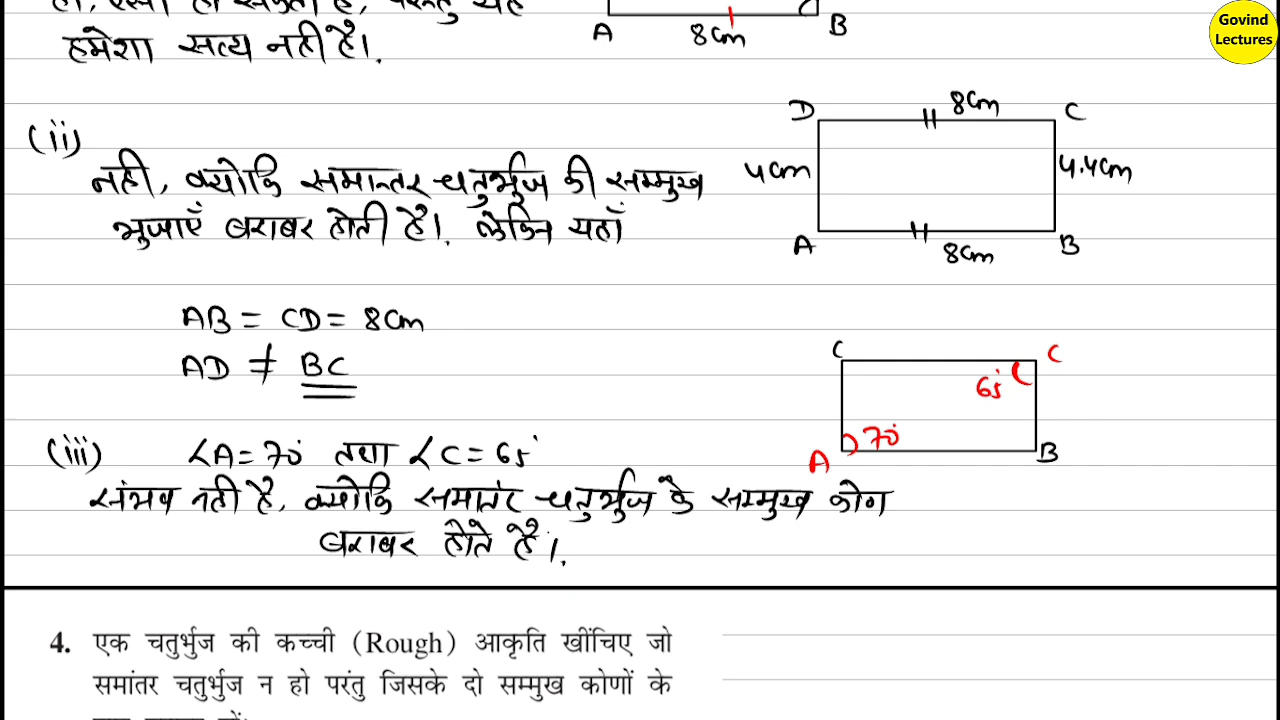 हमेशा सत्य नही है।.
A 8cm B
Govind
Lectures
(ii)
नही, क्योकि समान्तर चतुर्भुज की सम्मुख
भुजाएँ बराबर होती है।. लेकिन यहाँ
D 8cm C
4cm 4.4cm
A 8cm B
AB = CD = 8cm
AD ≠ BC
C C
65°
70°
A B
(iii) ∠A = 70° तथा ∠C = 65°
संभव नही है, क्योकि समातंर चतुर्भुज के सम्मुख कोण
बराबर होते है।.
4. एक चतुर्भुज की कच्ची (Rough) आकृति खींचिए जो
समांतर चतुर्भुज न हो परंतु जिसके दो सम्मुख कोणों के